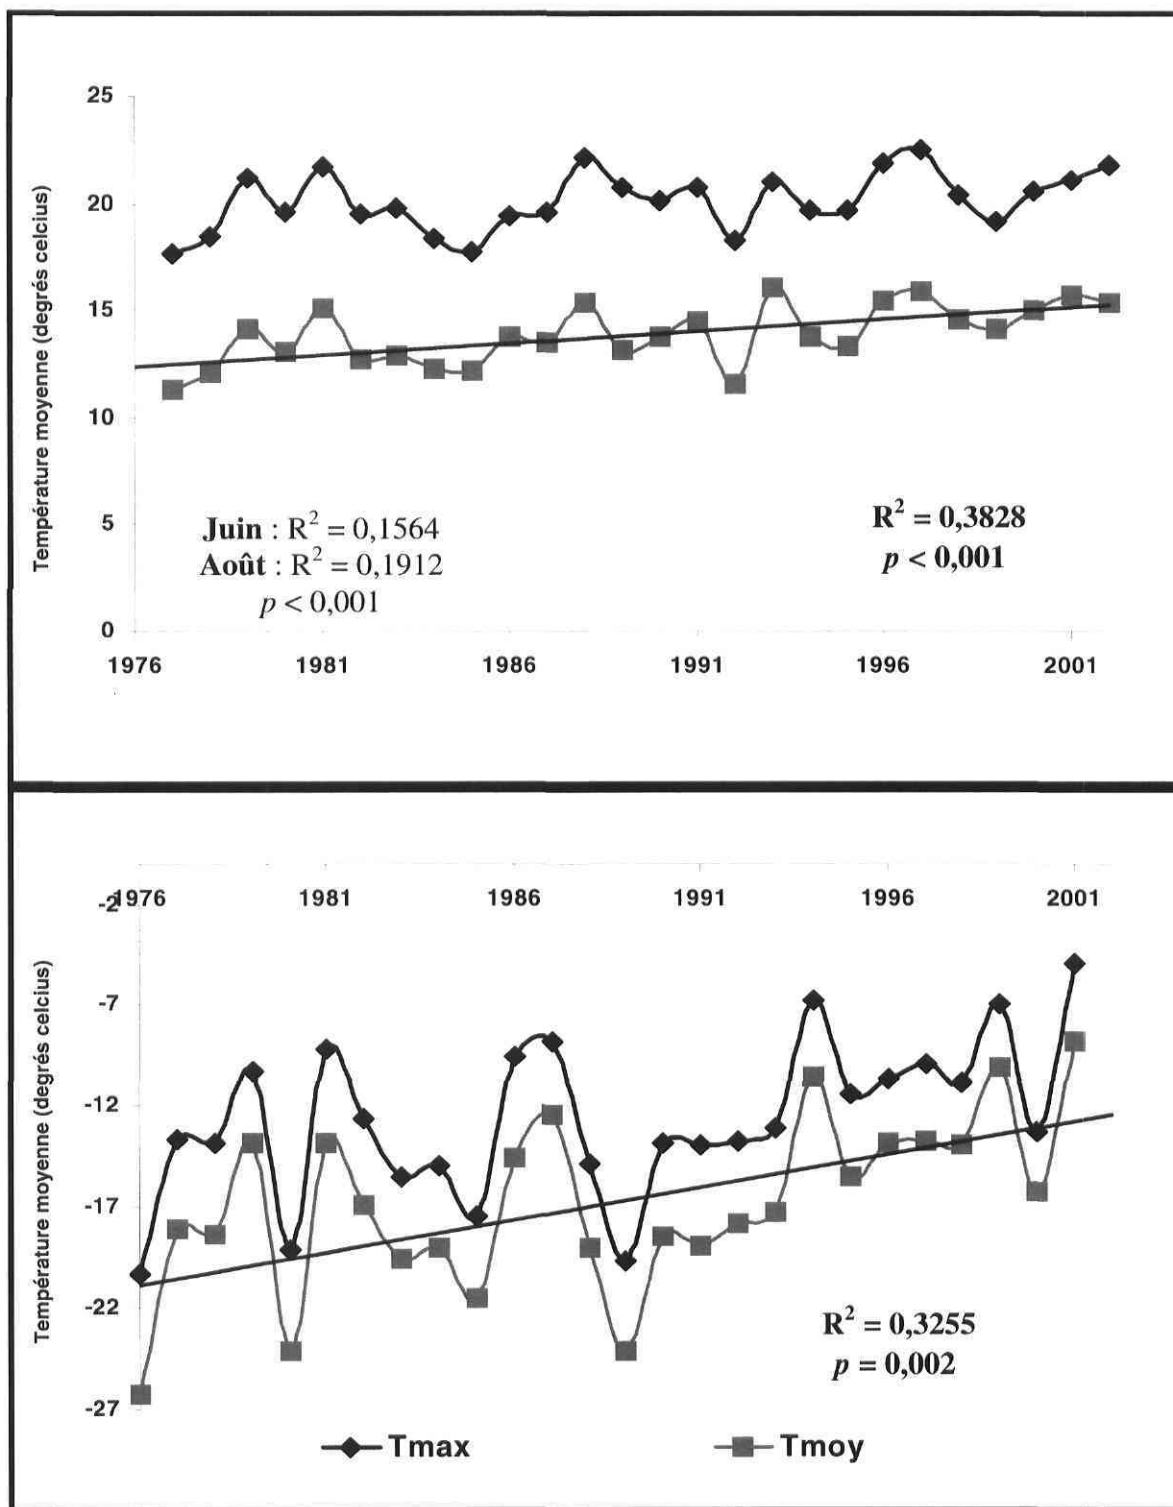 Température moyenne (degrés celcius)
25
20
15
10
5
0
Juin : R² = 0,1564
Août : R² = 0,1912
p < 0,001
R² = 0,3828
p < 0,001
1976 1981 1986 1991 1996 2001
Température moyenne (degrés celcius)
1976 1981 1986 1991 1996 2001
-2
-7
-12
-17
-22
-27
R² = 0,3255
p = 0,002
Tmax Tmoy